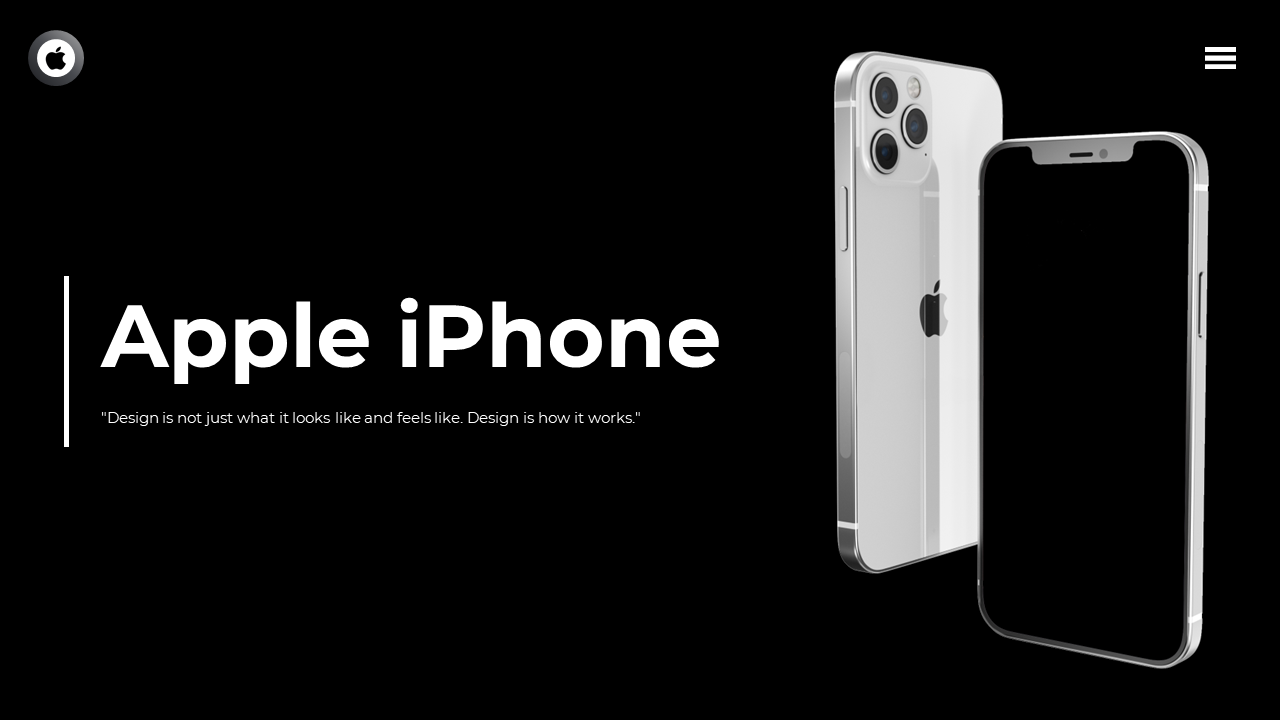 Apple iPhone
"Design is not just what it looks like and feels like. Design is how it works."